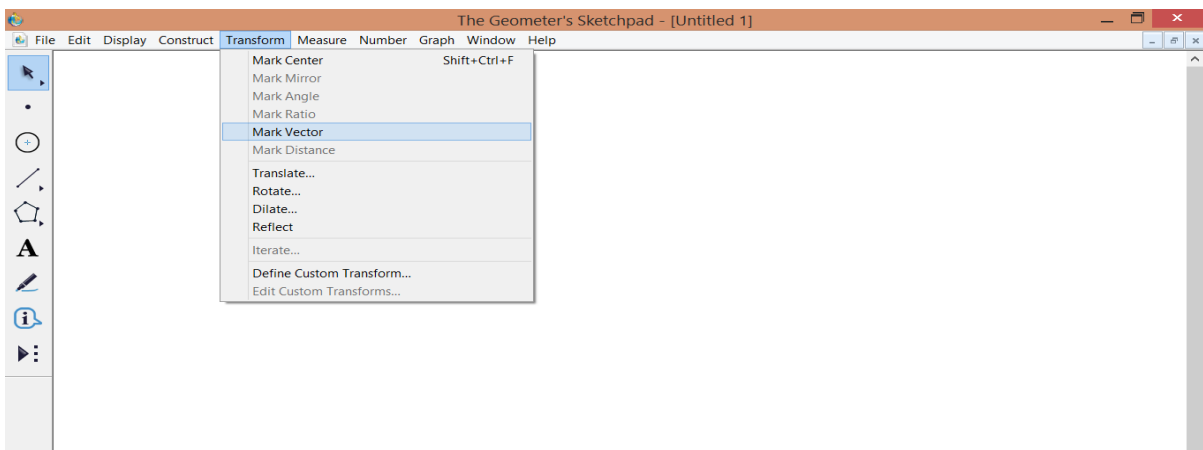 The Geometer's Sketchpad - [Untitled 1]
File Edit Display Construct Transform Measure Number Graph Window Help
Mark Center Shift+Ctrl+F
Mark Mirror
Mark Angle
Mark Ratio
Mark Vector
Mark Distance
Translate...
Rotate...
Dilate...
Reflect
Iterate...
Define Custom Transform...
Edit Custom Transforms...
A
i